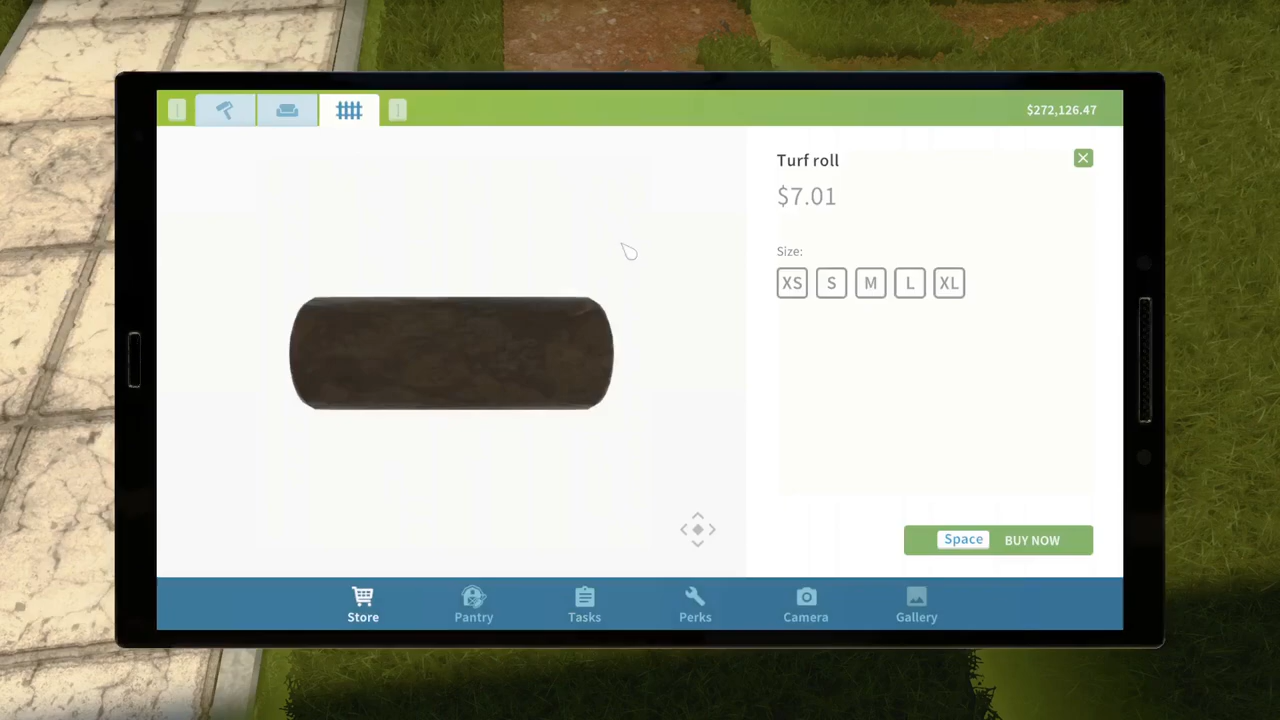 $272,126.47
Turf roll
$7.01
Size:
XS S M L XL
Space BUY NOW
Store Pantry Tasks Perks Camera Gallery